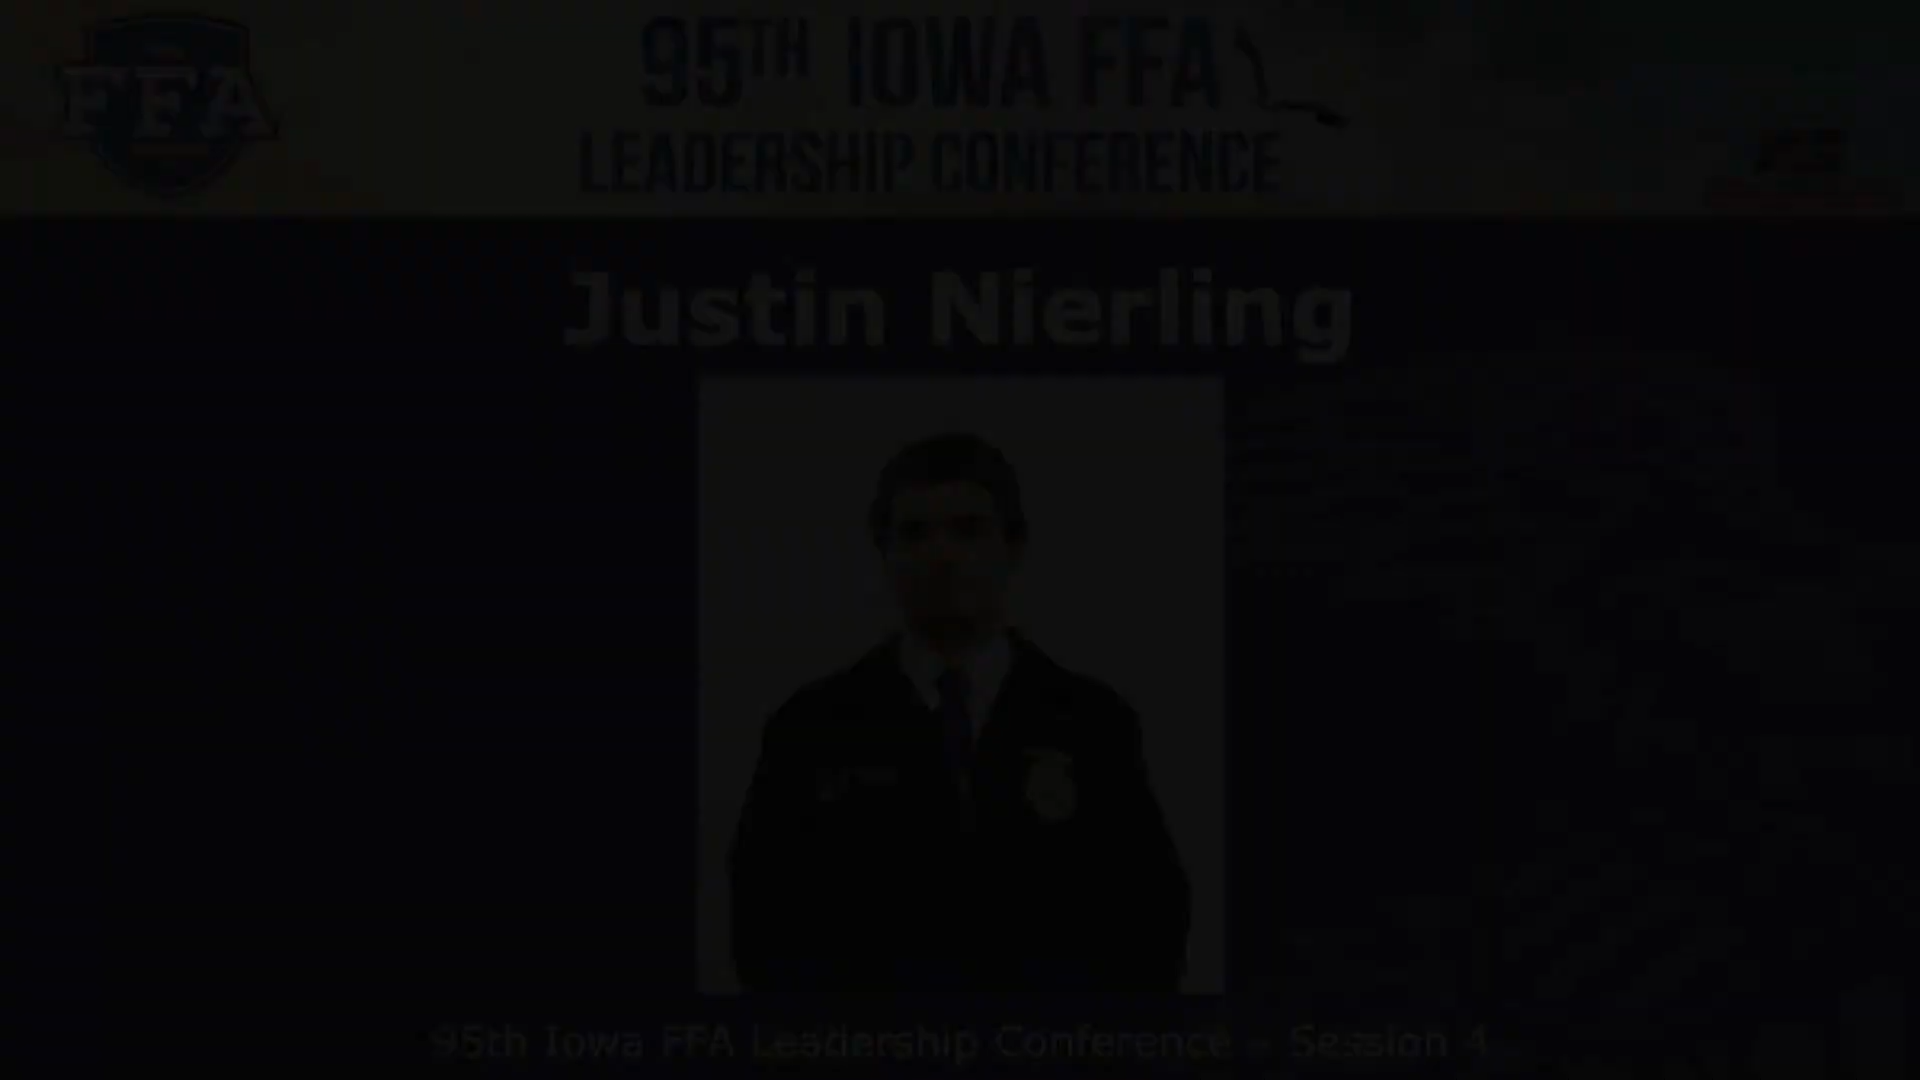 FFA
95TH IOWA FFA
LEADERSHIP CONFERENCE
Justin Nierling
95th Iowa FFA Leadership Conference - Session 4